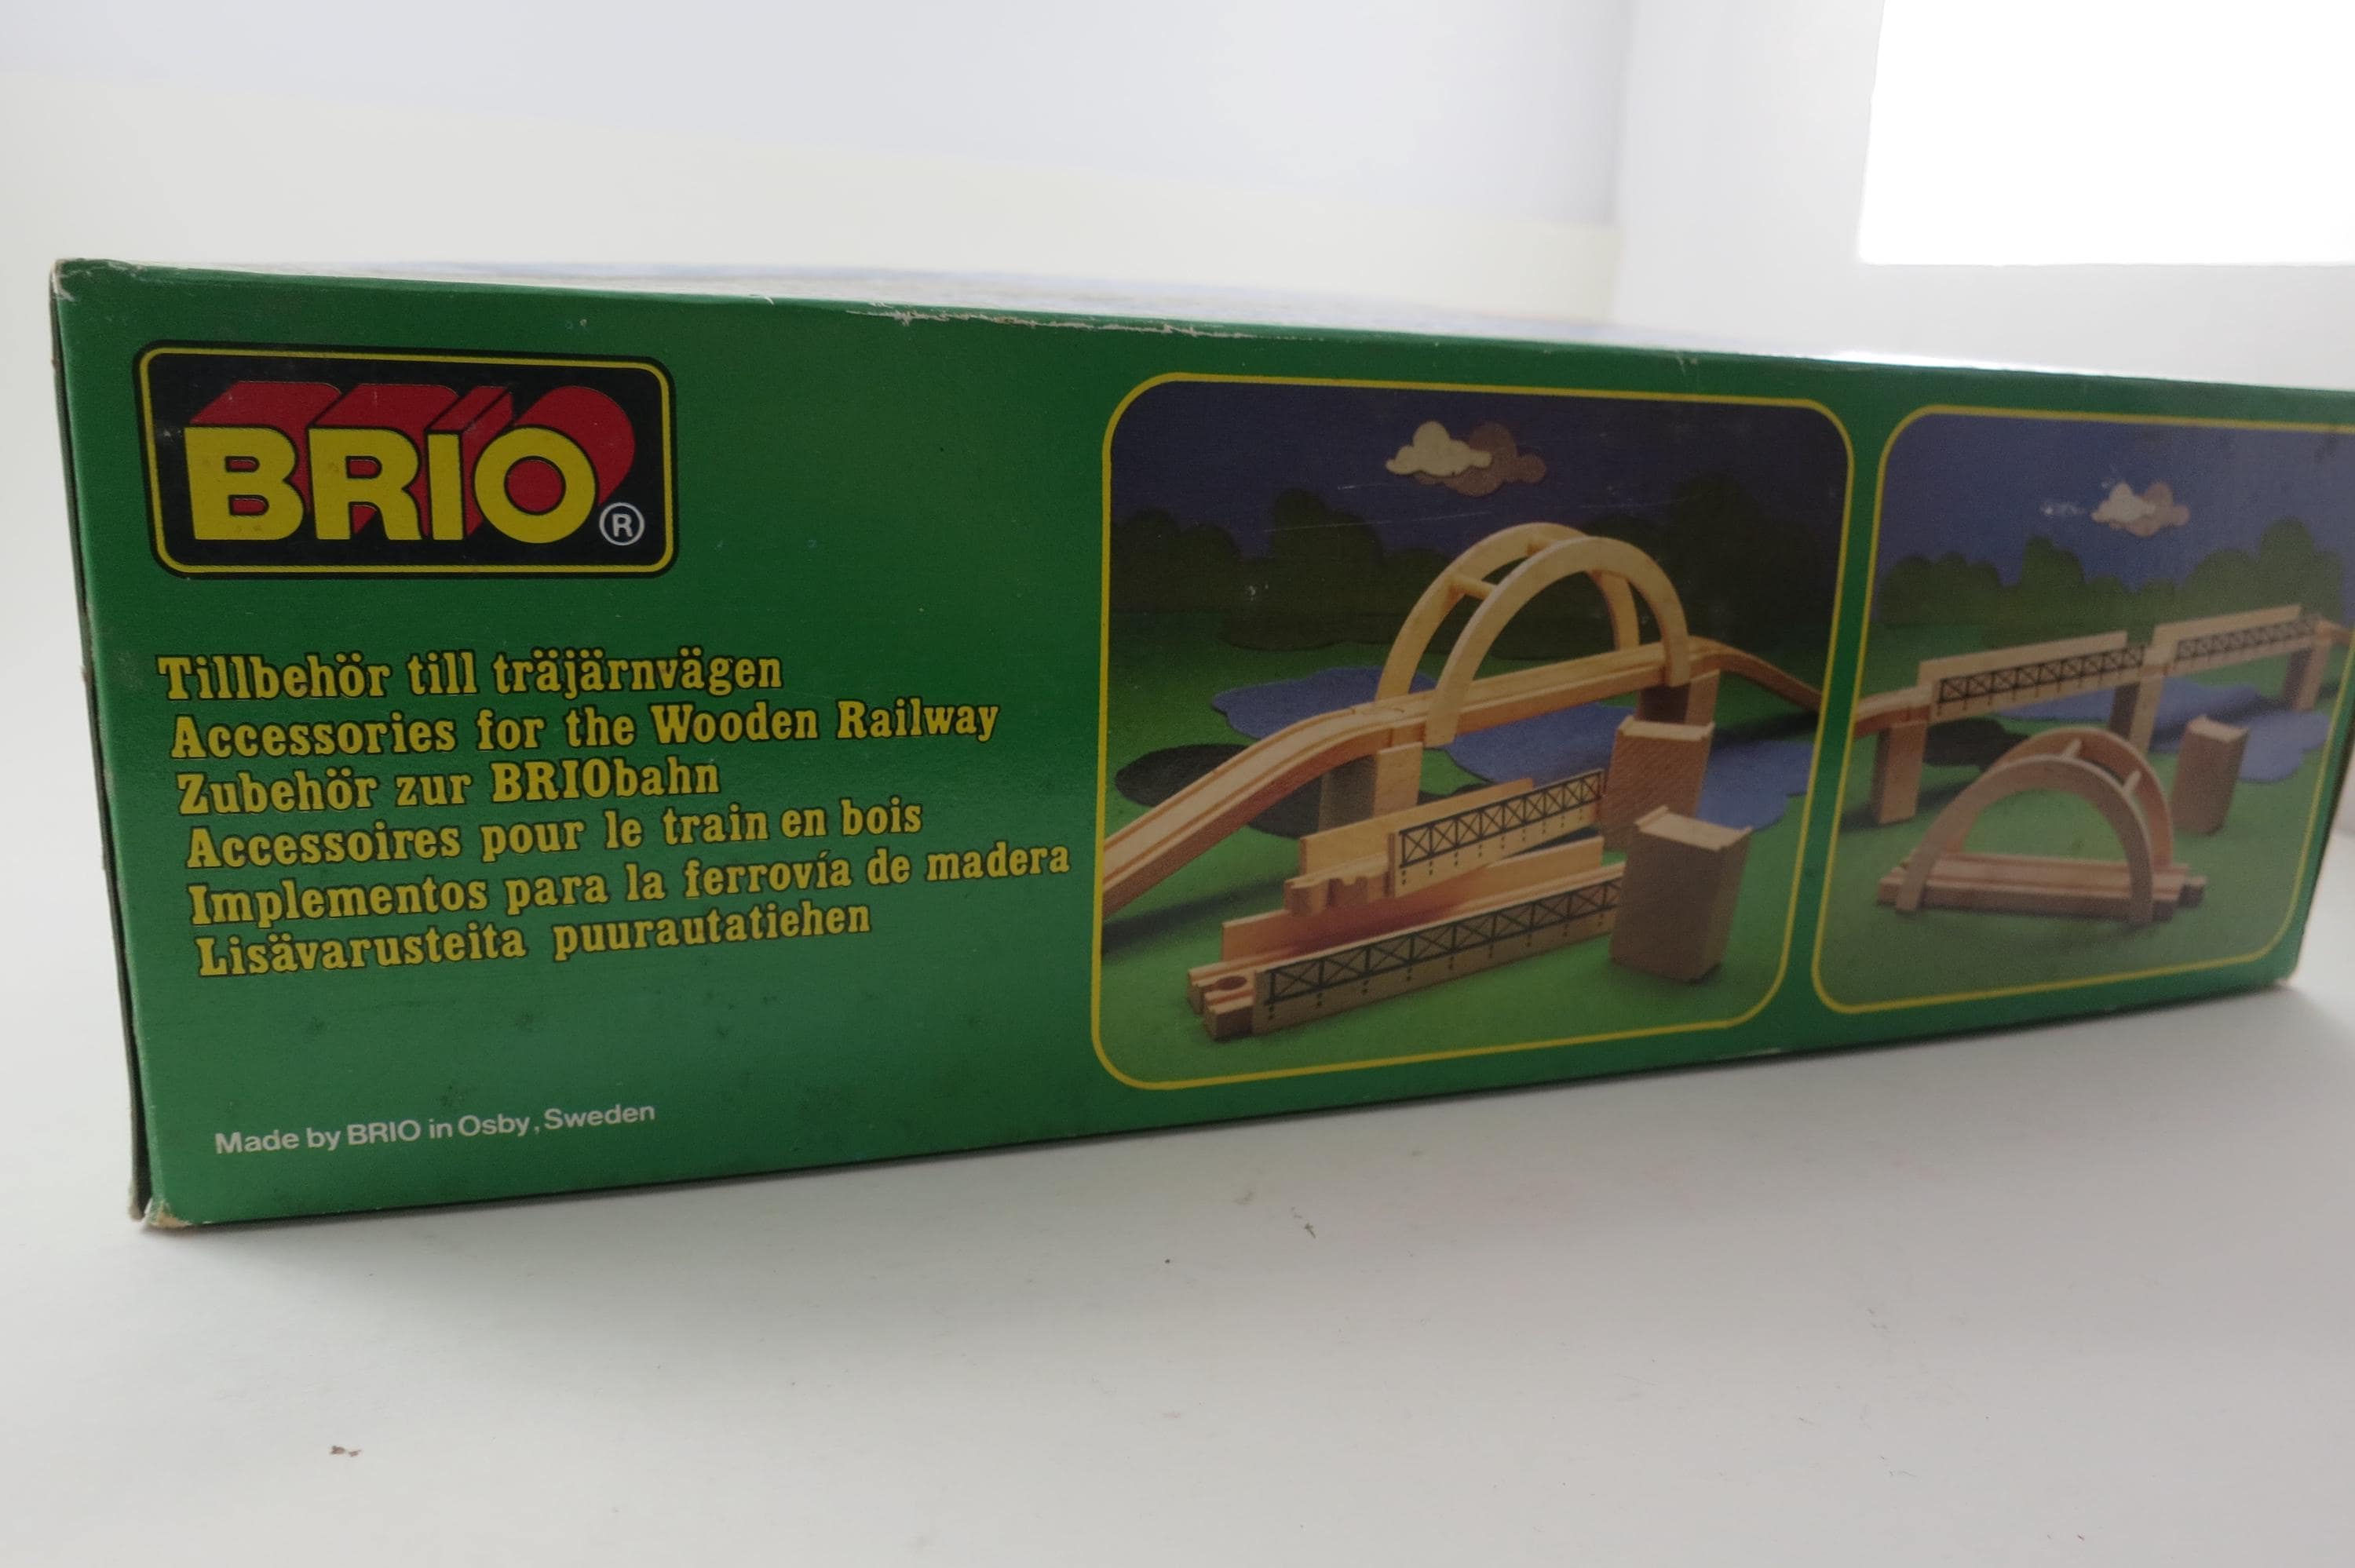 BRIO®
Tillbehör till träjärnvägen
Accessories for the Wooden Railway
Zubehör zur BRIObahn
Accessoires pour le train en bois
Implementos para la ferrovía de madera
Lisävarusteita puurautatiehen
Made by BRIO in Osby, Sweden